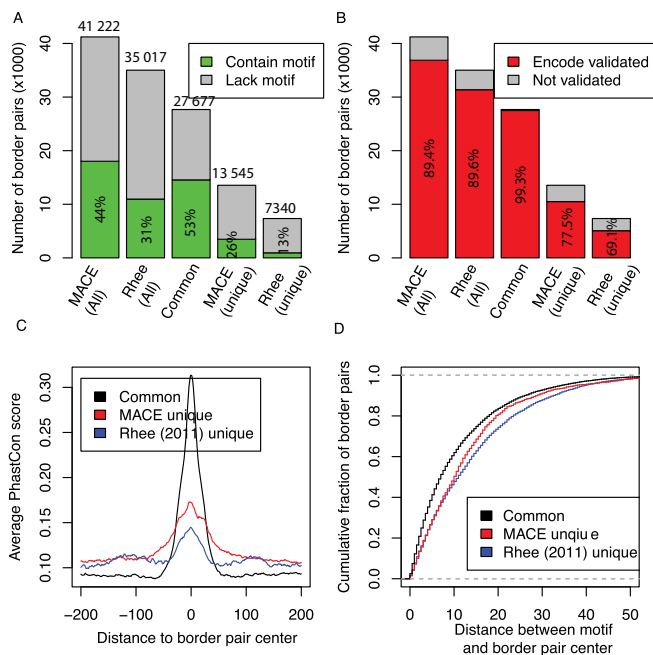 A
41 222
35 017
27 677
13 545
7340
Contain motif
Lack motif
Number of border pairs (x1000)
40
30
20
10
0
44%
31%
53%
26%
13%
MACE
(All)
Rhee
(All)
Common
MACE
(unique)
Rhee
(unique)
B
Encode validated
Not validated
Number of border pairs (x1000)
40
30
20
10
0
89.4%
89.6%
99.3%
77.5%
69.1%
MACE
(All)
Rhee
(All)
Common
MACE
(unique)
Rhee
(unique)
C
Common
MACE unique
Rhee (2011) unique
Average PhastCon score
0.30
0.25
0.20
0.15
0.10
−200
−100
0
100
200
Distance to border pair center
D
Cumulative fraction of border pairs
1.0
0.8
0.6
0.4
0.2
0.0
Common
MACE unqiue
Rhee (2011) unique
0
10
20
30
40
50
Distance between motif
and border pair center